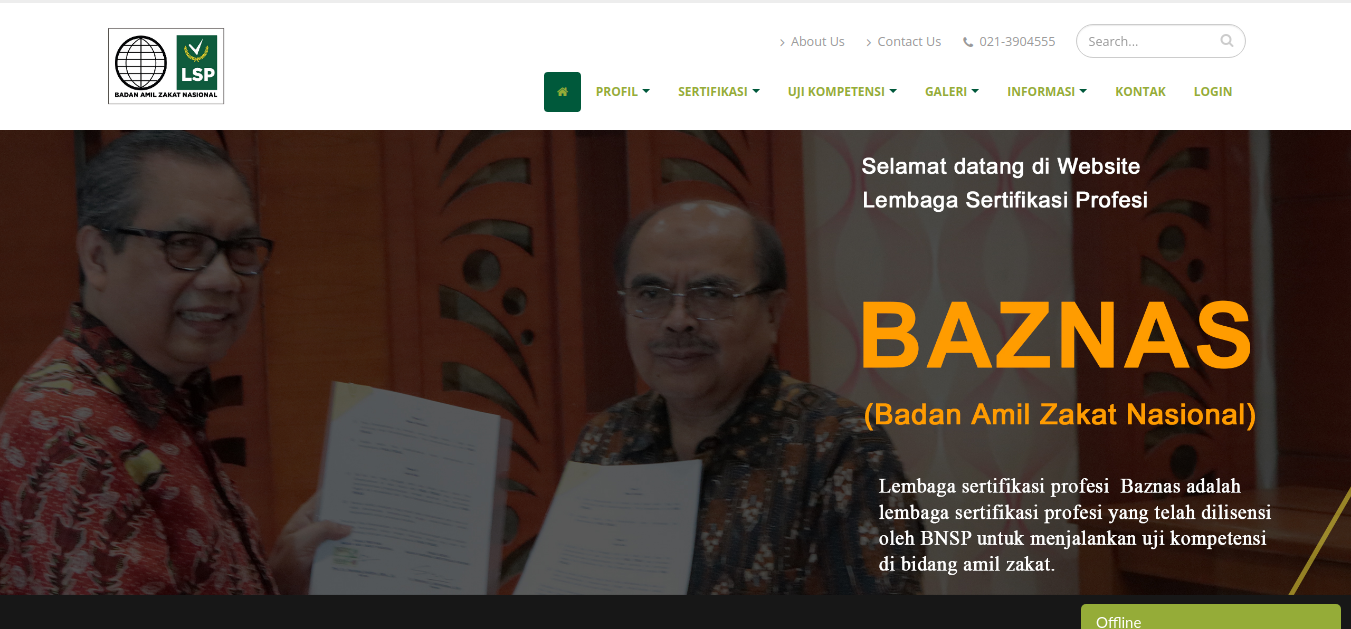 LSP
BADAN AMIL ZAKAT NASIONAL
About Us
Contact Us
021-3904555
Search...
PROFIL
SERTIFIKASI
UJI KOMPETENSI
GALERI
INFORMASI
KONTAK
LOGIN
Selamat datang di Website
Lembaga Sertifikasi Profesi
BAZNAS
(Badan Amil Zakat Nasional)
Lembaga sertifikasi profesi Baznas adalah
lembaga sertifikasi profesi yang telah dilisensi
oleh BNSP untuk menjalankan uji kompetensi
di bidang amil zakat.
Offline